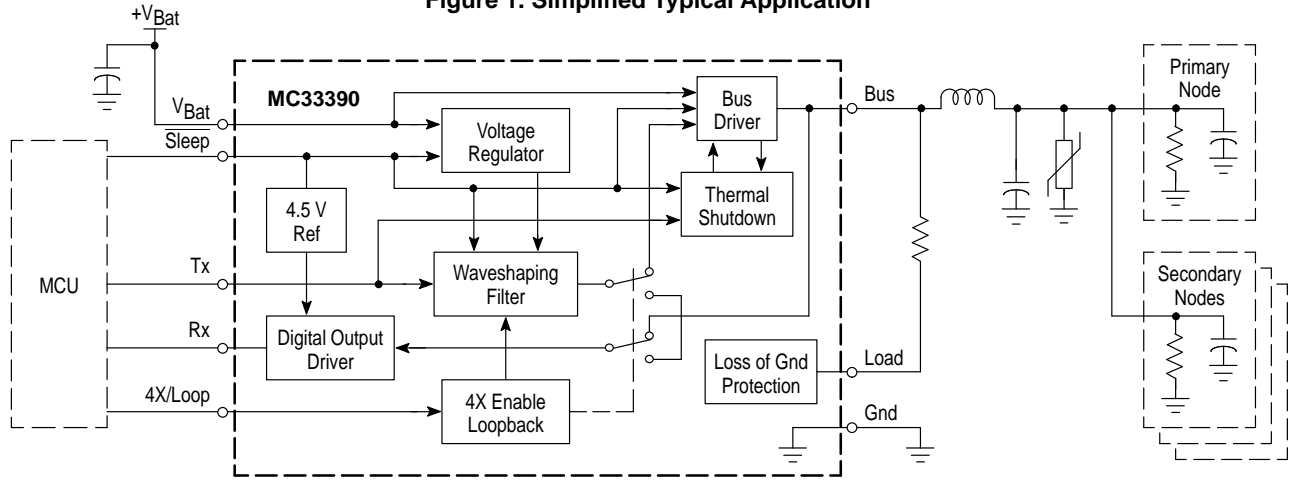 Figure 1. Simplified Typical Application
+VBat
VBat
Sleep
MC33390
Voltage
Regulator
Bus
Driver
Bus
Primary
Node
4.5 V
Ref
Thermal
Shutdown
MCU
Tx
Waveshaping
Filter
Secondary
Nodes
Rx
Digital Output
Driver
Loss of Gnd
Protection
Load
4X/Loop
4X Enable
Loopback
Gnd